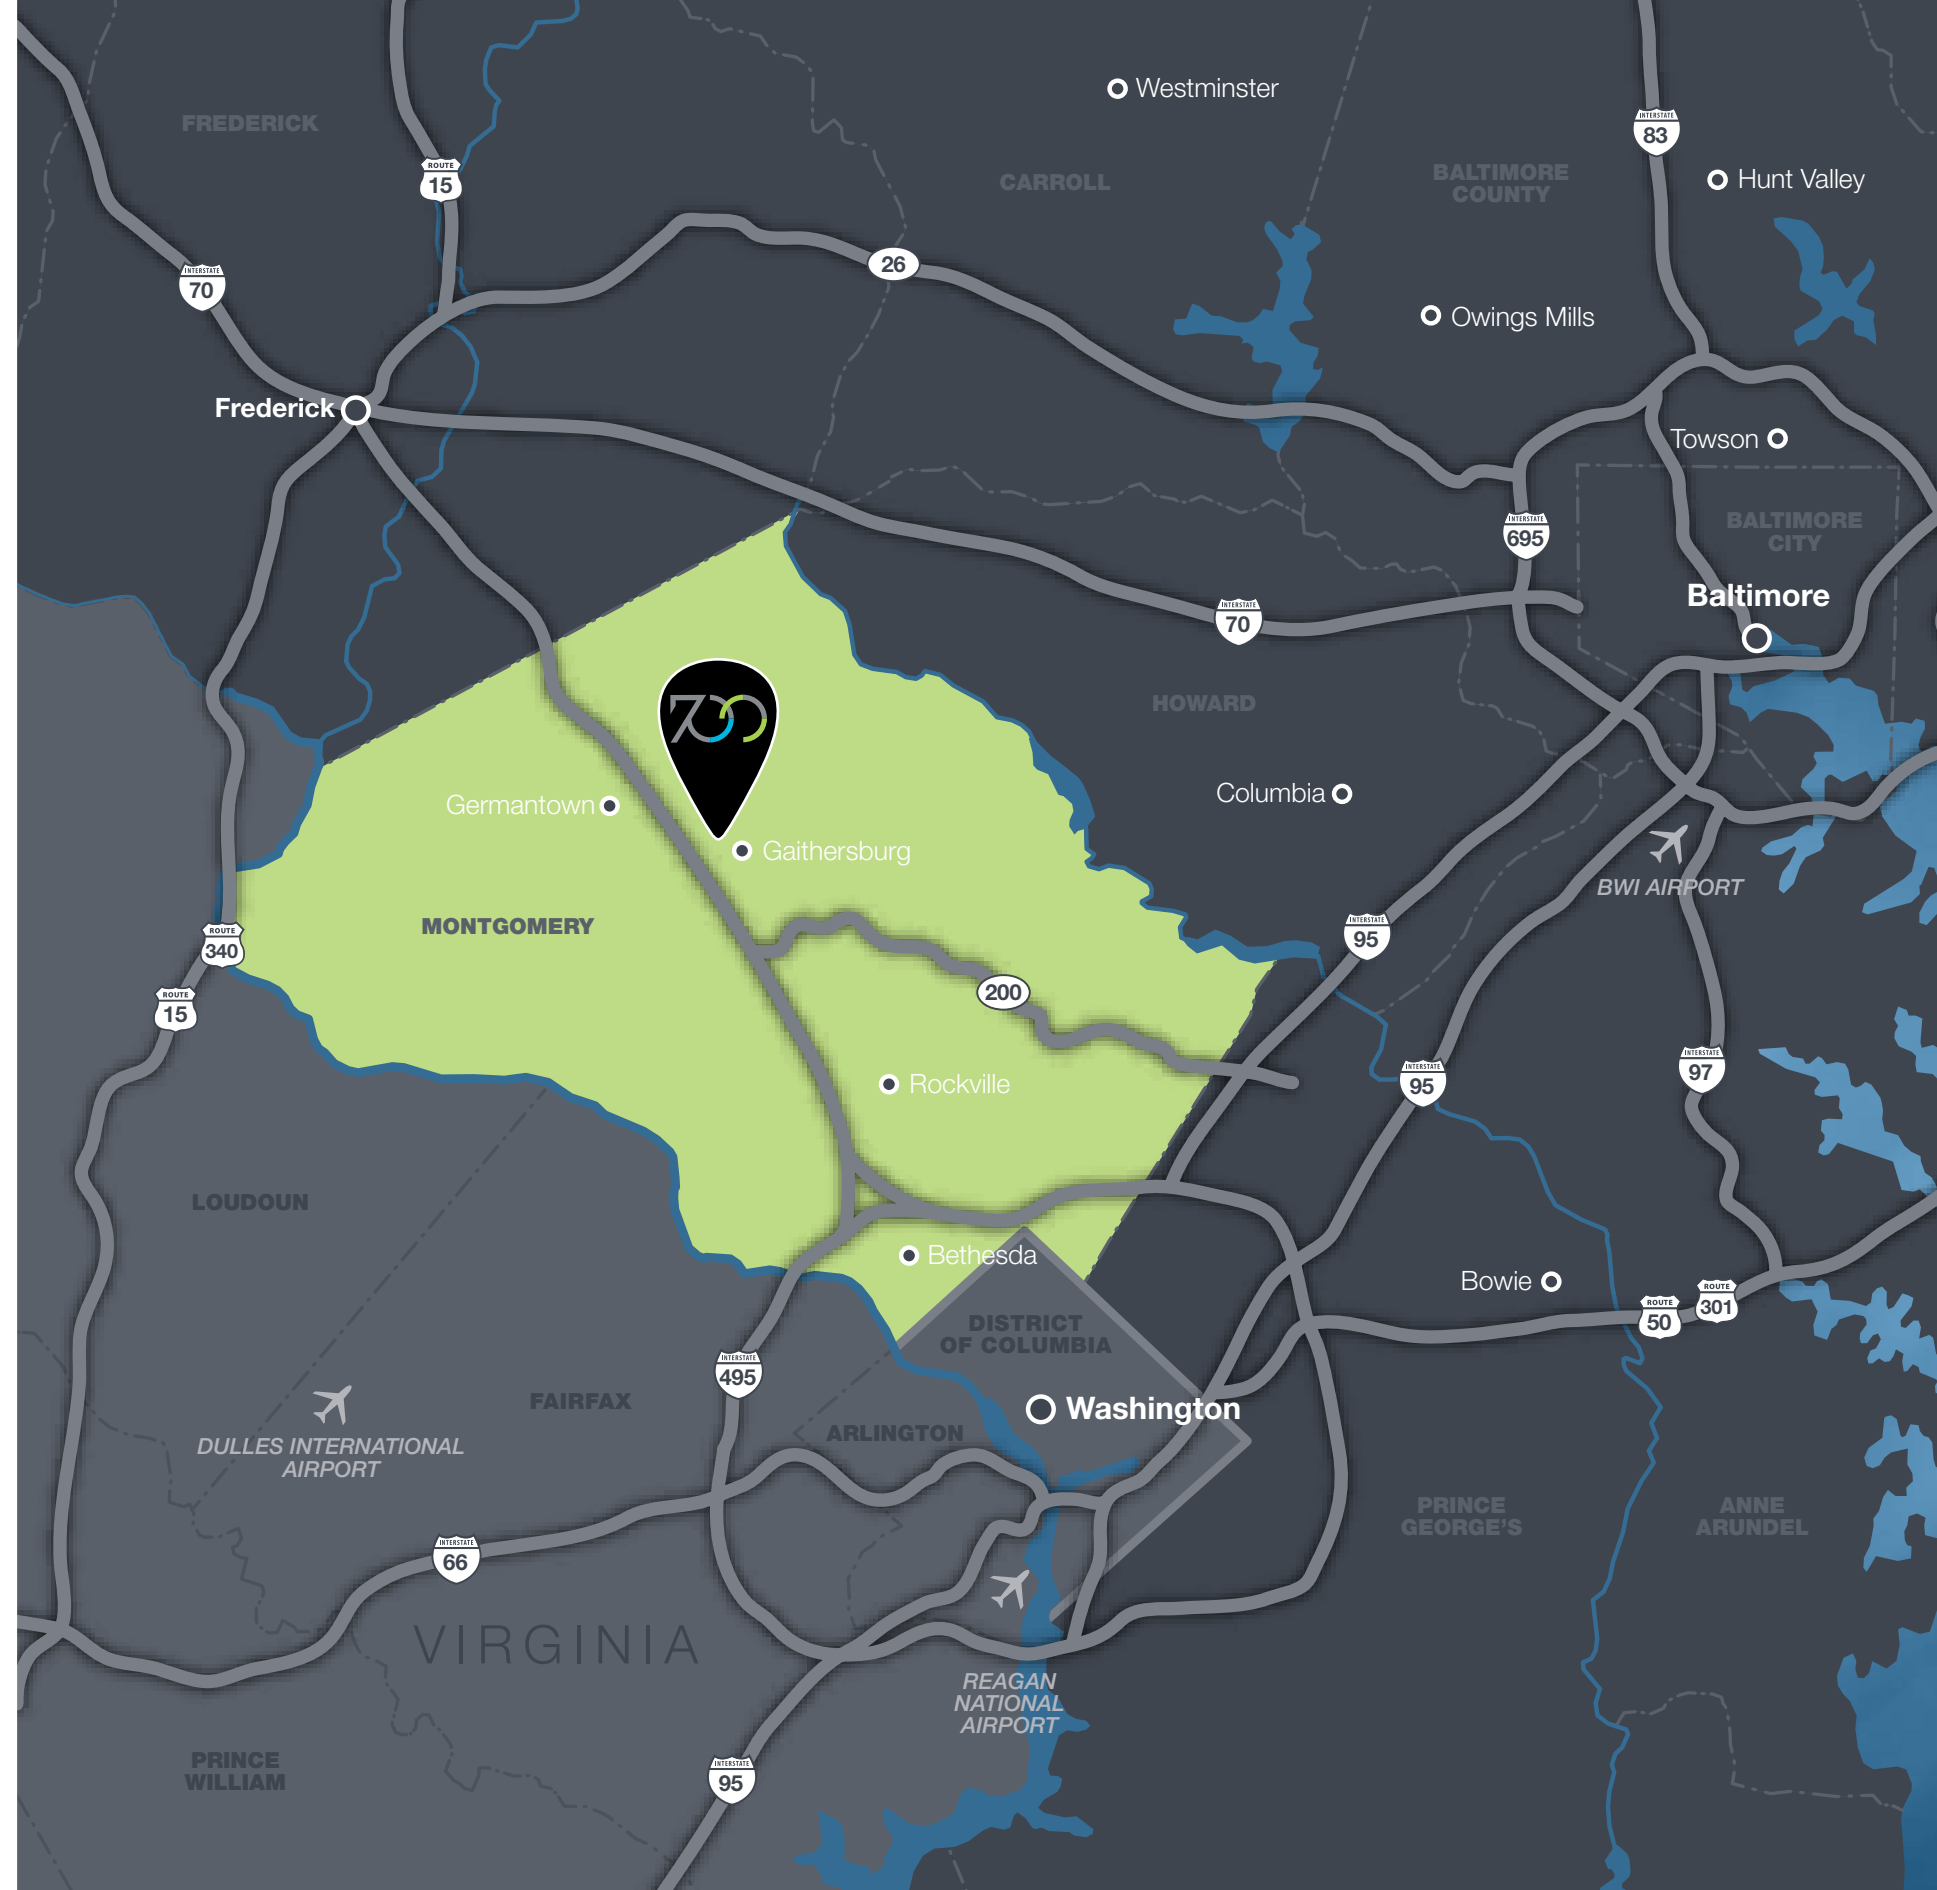 Westminster
FREDERICK
INTERSTATE
83
ROUTE
15
CARROLL
BALTIMORE
COUNTY
Hunt Valley
26
INTERSTATE
70
Owings Mills
Frederick
Towson
INTERSTATE
695
BALTIMORE
CITY
Baltimore
INTERSTATE
70
700
HOWARD
Germantown
Columbia
Gaithersburg
BWI AIRPORT
MONTGOMERY
ROUTE
340
INTERSTATE
95
ROUTE
15
200
INTERSTATE
97
Rockville
INTERSTATE
95
LOUDOUN
Bethesda
Bowie
ROUTE
301
ROUTE
50
DISTRICT
OF COLUMBIA
INTERSTATE
495
FAIRFAX
Washington
ARLINGTON
DULLES INTERNATIONAL
AIRPORT
PRINCE
GEORGE'S
ANNE
ARUNDEL
INTERSTATE
66
VIRGINIA
REAGAN
NATIONAL
AIRPORT
PRINCE
WILLIAM
INTERSTATE
95